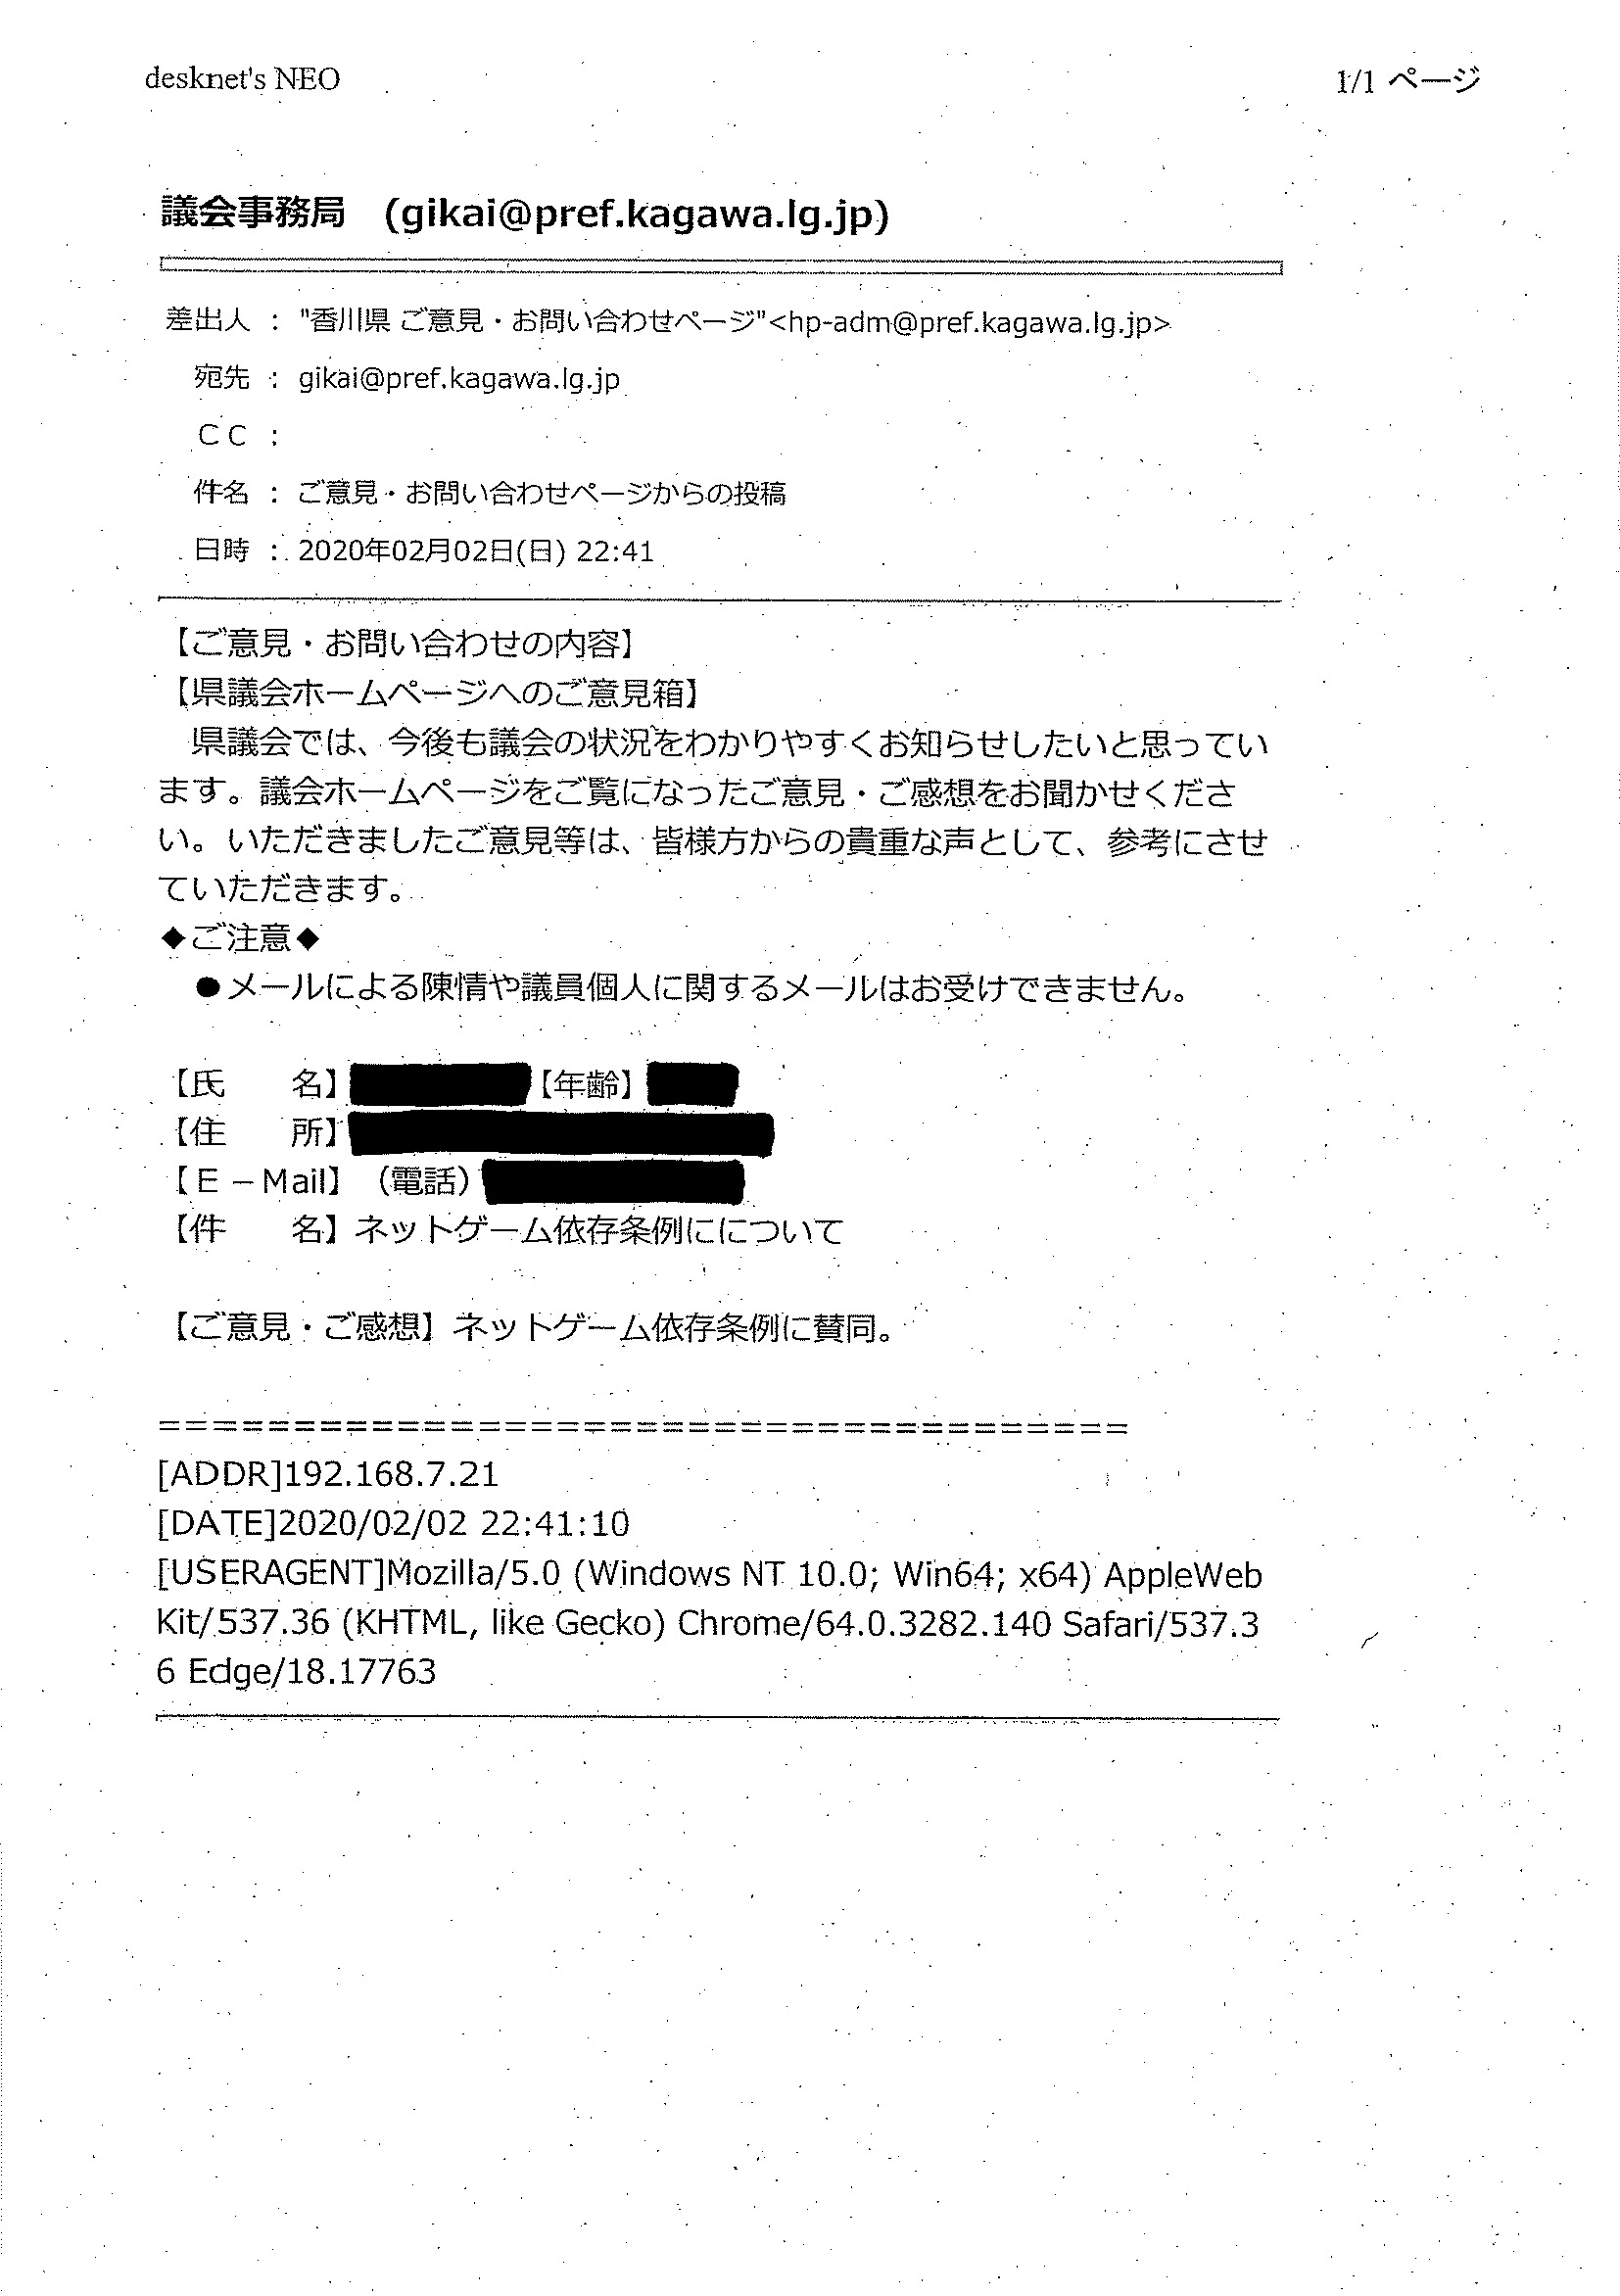 desknet's NEO
1/1 ページ
議会事務局 (gikai@pref.kagawa.lg.jp)
差出人 : "香川県 ご意見・お問い合わせページ"<hp-adm@pref.kagawa.lg.jp>
宛先 : gikai@pref.kagawa.lg.jp
CC :
件名 : ご意見・お問い合わせページからの投稿
日時 : 2020年02月02日(日) 22:41
【ご意見・お問い合わせの内容】
【県議会ホームページへのご意見箱】
県議会では、今後も議会の状況をわかりやすくお知らせしたいと思ってい
ます。議会ホームページをご覧になったご意見・ご感想をお聞かせくださ
い。いただきましたご意見等は、皆様方からの貴重な声として、参考にさせ
ていただきます。
◆ご注意◆
●メールによる陳情や議員個人に関するメールはお受けできません。
【氏　　名】【年齢】
【住　　所】
【E－Mail】（電話）
【件　　名】ネットゲーム依存条例にについて
【ご意見・ご感想】ネットゲーム依存条例に賛同。
=====================================
[ADDR]192.168.7.21
[DATE]2020/02/02 22:41:10
[USERAGENT]Mozilla/5.0 (Windows NT 10.0; Win64; x64) AppleWeb
Kit/537.36 (KHTML, like Gecko) Chrome/64.0.3282.140 Safari/537.3
6 Edge/18.17763